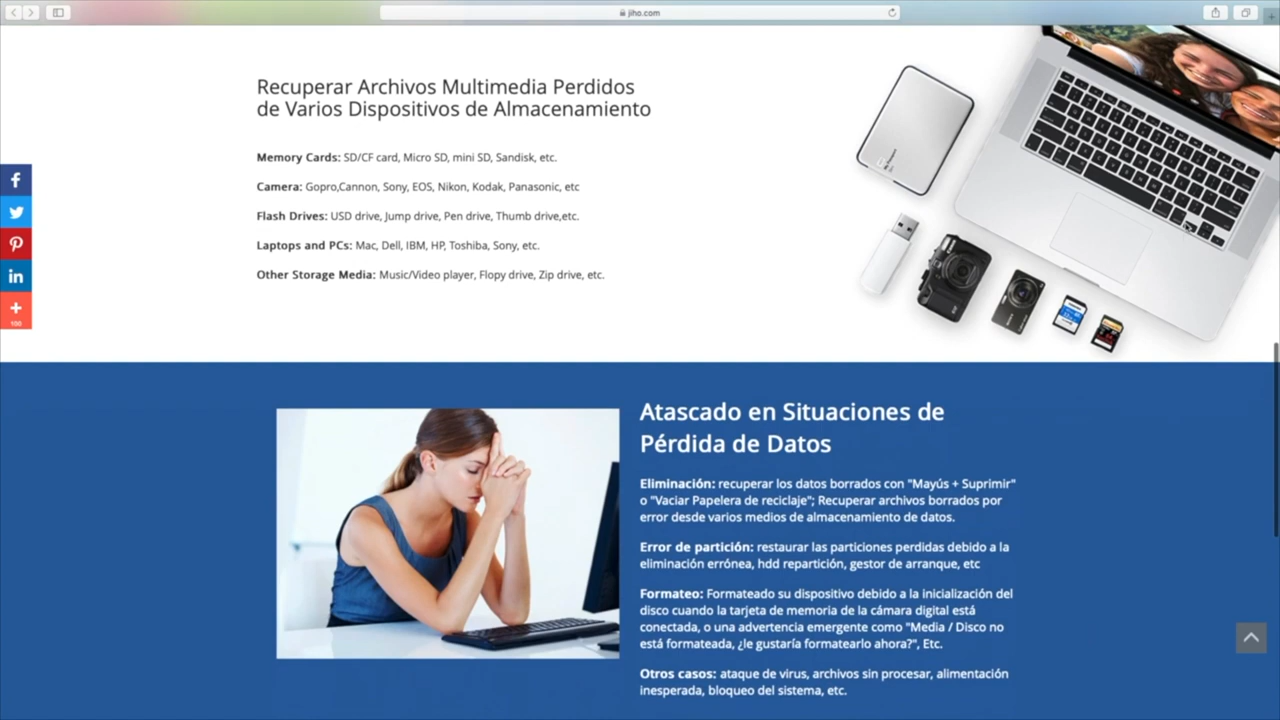 jiho.com
Recuperar Archivos Multimedia Perdidos
de Varios Dispositivos de Almacenamiento
Memory Cards: SD/CF card, Micro SD, mini SD, Sandisk, etc.
Camera: Gopro,Cannon, Sony, EOS, Nikon, Kodak, Panasonic, etc
Flash Drives: USD drive, Jump drive, Pen drive, Thumb drive,etc.
Laptops and PCs: Mac, Dell, IBM, HP, Toshiba, Sony, etc.
Other Storage Media: Music/Video player, Flopy drive, Zip drive, etc.
100
Atascado en Situaciones de
Pérdida de Datos
Eliminación: recuperar los datos borrados con "Mayús + Suprimir"
o "Vaciar Papelera de reciclaje"; Recuperar archivos borrados por
error desde varios medios de almacenamiento de datos.
Error de partición: restaurar las particiones perdidas debido a la
eliminación errónea, hdd repartición, gestor de arranque, etc
Formateo: Formateado su dispositivo debido a la inicialización del
disco cuando la tarjeta de memoria de la cámara digital está
conectada, o una advertencia emergente como "Media / Disco no
está formateada, ¿le gustaría formatearlo ahora?", Etc.
Otros casos: ataque de virus, archivos sin procesar, alimentación
inesperada, bloqueo del sistema, etc.